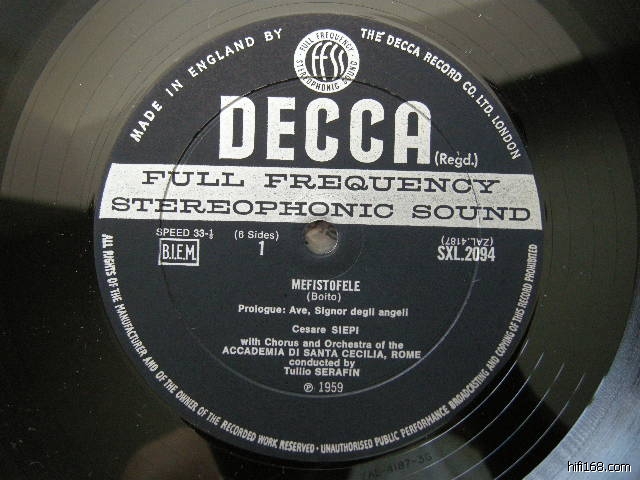 MADE IN ENGLAND BY
THE DECCA RECORD CO. LTD. LONDON
FULL FREQUENCY
ffss
STEREOPHONIC SOUND
DECCA
(Regd.)
FULL FREQUENCY
STEREOPHONIC SOUND
SPEED 33-⅓
(6 Sides)
(ZAL.4187)
B.I.E.M.
1
SXL.2094
MEFISTOFELE
(Boito)
Prologue: Ave, Signor degli angeli
Cesare SIEPI
with Chorus and Orchestra of the
ACCADEMIA DI SANTA CECILIA, ROME
conducted by
Tullio SERAFIN
℗ 1959
ALL RIGHTS OF THE MANUFACTURER AND OF THE OWNER OF THE RECORDED WORK RESERVED · UNAUTHORISED PUBLIC PERFORMANCE BROADCASTING AND COPYING OF THIS RECORD PROHIBITED
hifi168.com